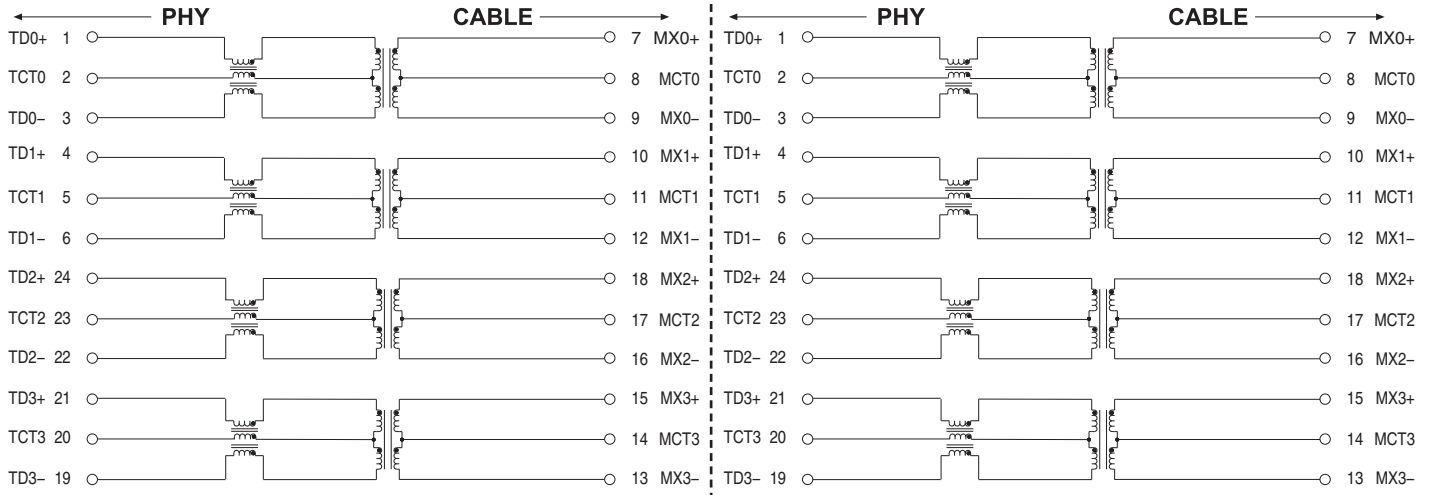 PHY CABLE
TD0+ 1 7 MX0+
TCT0 2 8 MCT0
TD0– 3 9 MX0–
TD1+ 4 10 MX1+
TCT1 5 11 MCT1
TD1– 6 12 MX1–
TD2+ 24 18 MX2+
TCT2 23 17 MCT2
TD2– 22 16 MX2–
TD3+ 21 15 MX3+
TCT3 20 14 MCT3
TD3– 19 13 MX3–
PHY CABLE
TD0+ 1 7 MX0+
TCT0 2 8 MCT0
TD0– 3 9 MX0–
TD1+ 4 10 MX1+
TCT1 5 11 MCT1
TD1– 6 12 MX1–
TD2+ 24 18 MX2+
TCT2 23 17 MCT2
TD2– 22 16 MX2–
TD3+ 21 15 MX3+
TCT3 20 14 MCT3
TD3– 19 13 MX3–